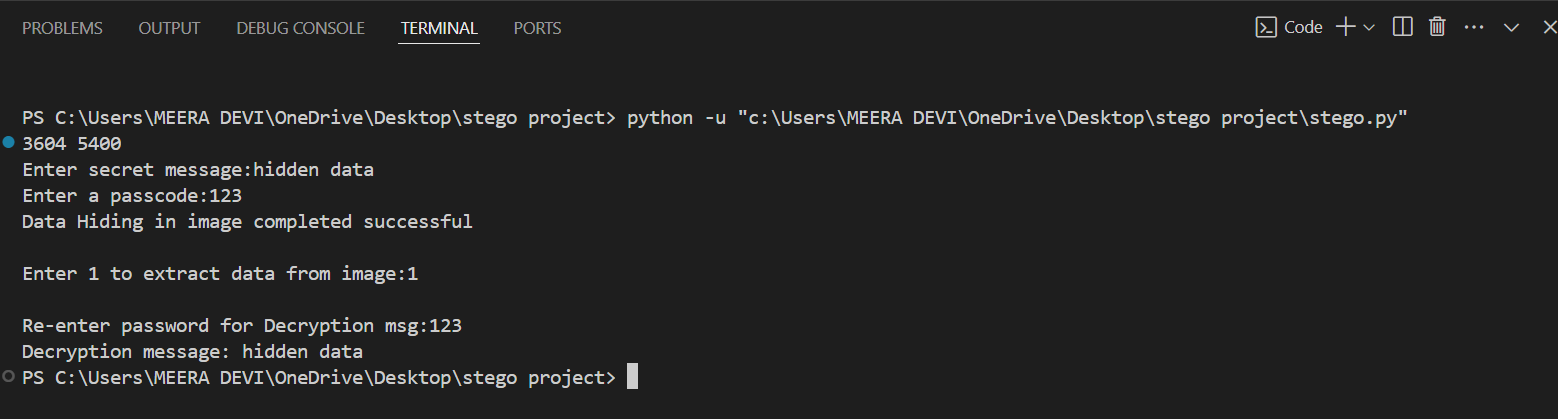 PROBLEMS OUTPUT DEBUG CONSOLE TERMINAL PORTS Code
PS C:\Users\MEERA DEVI\OneDrive\Desktop\stego project> python -u "c:\Users\MEERA DEVI\OneDrive\Desktop\stego project\stego.py"
3604 5400
Enter secret message:hidden data
Enter a passcode:123
Data Hiding in image completed successful
Enter 1 to extract data from image:1
Re-enter password for Decryption msg:123
Decryption message: hidden data
PS C:\Users\MEERA DEVI\OneDrive\Desktop\stego project>